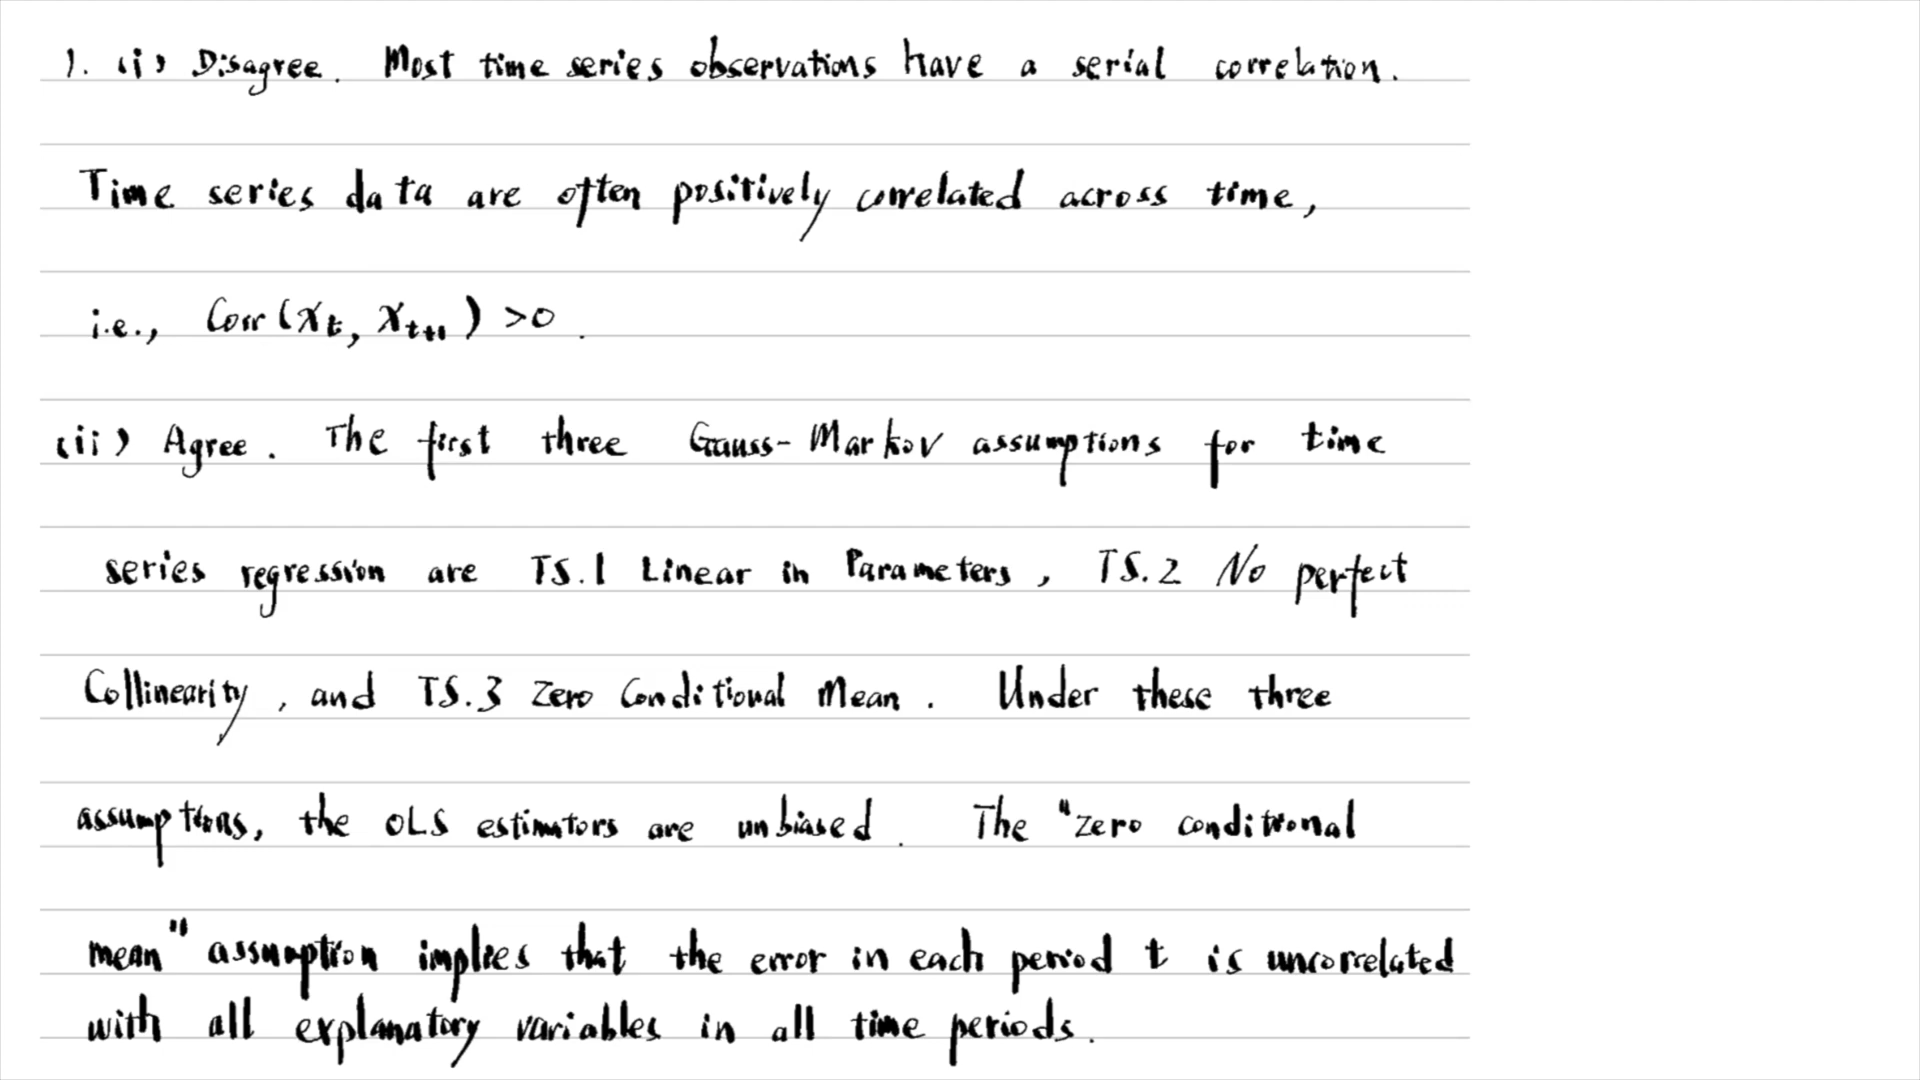 1. (i) Disagree. Most time series observations have a serial correlation.
Time series data are often positively correlated across time,
i.e., Corr(Xt, Xt+1) >0.
(ii) Agree. The first three Gauss-Markov assumptions for time
series regression are TS.1 Linear in Parameters, TS.2 No perfect
Collinearity, and TS.3 Zero Conditional Mean. Under these three
assumptions, the OLS estimators are unbiased. The "zero conditional
mean" assumption implies that the error in each period t is uncorrelated
with all explanatory variables in all time periods.